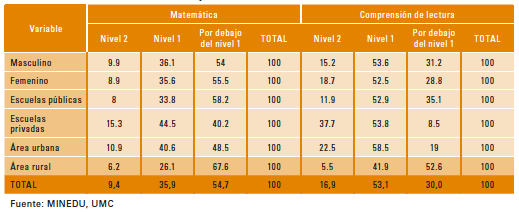 Variable Matemática Comprensión de lectura
Nivel 2 Nivel 1 Por debajo del nivel 1 TOTAL Nivel 2 Nivel 1 Por debajo del nivel 1 TOTAL
Masculino 9.9 36.1 54 100 15.2 53.6 31.2 100
Femenino 8.9 35.6 55.5 100 18.7 52.5 28.8 100
Escuelas públicas 8 33.8 58.2 100 11.9 52.9 35.1 100
Escuelas privadas 15.3 44.5 40.2 100 37.7 53.8 8.5 100
Área urbana 10.9 40.6 48.5 100 22.5 58.5 19 100
Área rural 6.2 26.1 67.6 100 5.5 41.9 52.6 100
TOTAL 9,4 35,9 54,7 100 16,9 53,1 30,0 100
Fuente: MINEDU, UMC